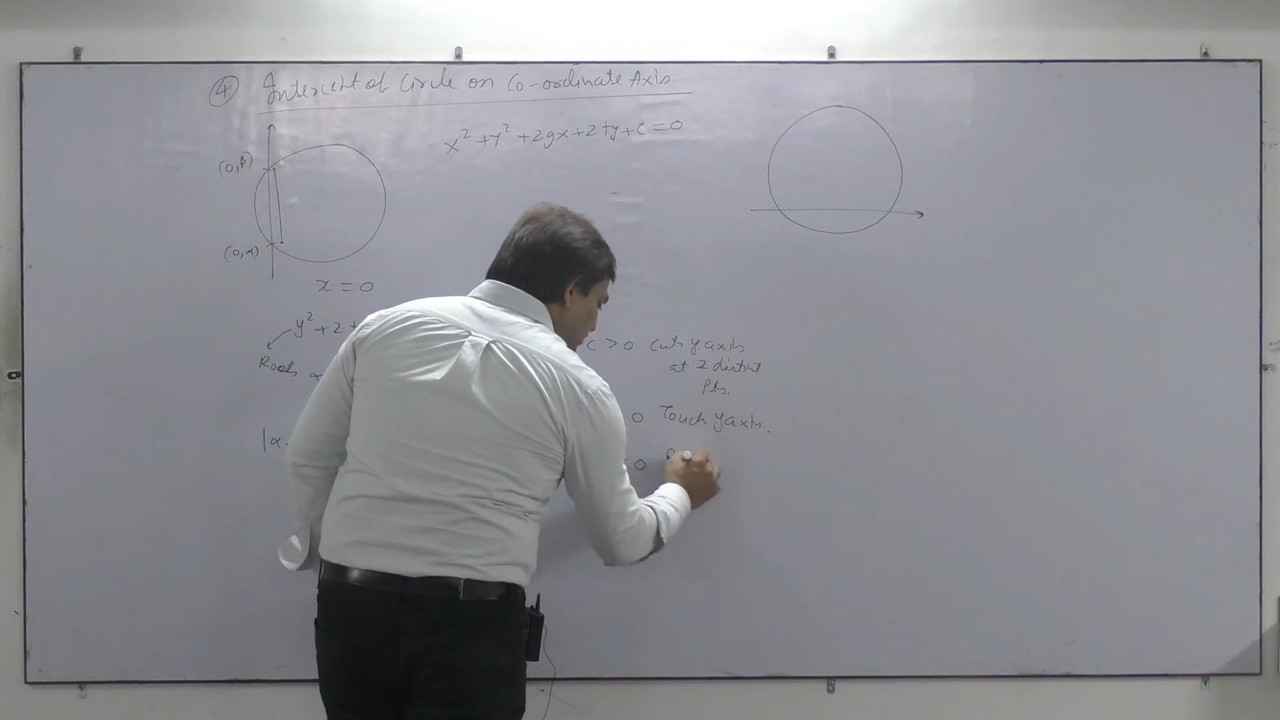 ④ Intercept of Circle on Co-ordinate Axis
x² + y² + 2gx + 2fy + c = 0
(0,β)
(0,α)
x = 0
y² + 2
Roots α
c > 0 Cuts y axis
at 2 distinct
Pts.
0 Touch y axis.
|α
< 0